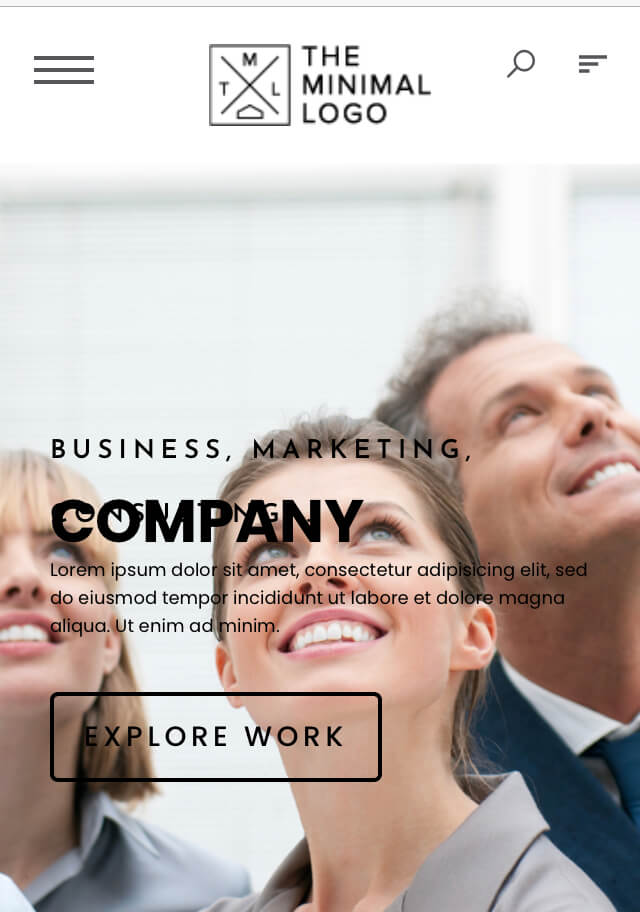 M
T L
THE
MINIMAL
LOGO
BUSINESS, MARKETING,
CONSULTING
COMPANY
Lorem ipsum dolor sit amet, consectetur adipisicing elit, sed
do eiusmod tempor incididunt ut labore et dolore magna
aliqua. Ut enim ad minim.
EXPLORE WORK